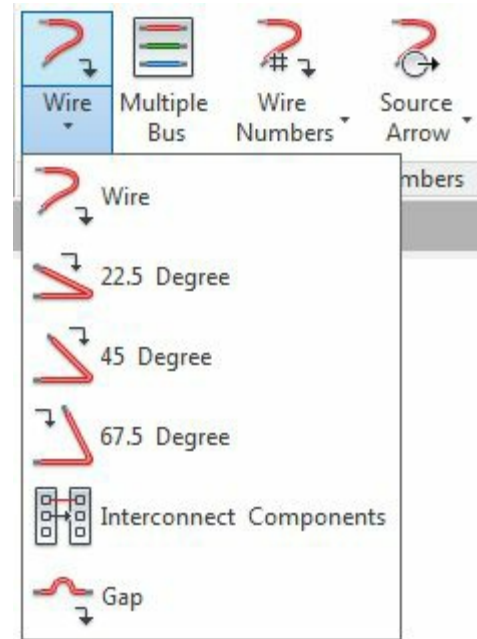 Wire Multiple Wire Source
Bus Numbers Arrow
mbers
Wire
22.5 Degree
45 Degree
67.5 Degree
Interconnect Components
Gap